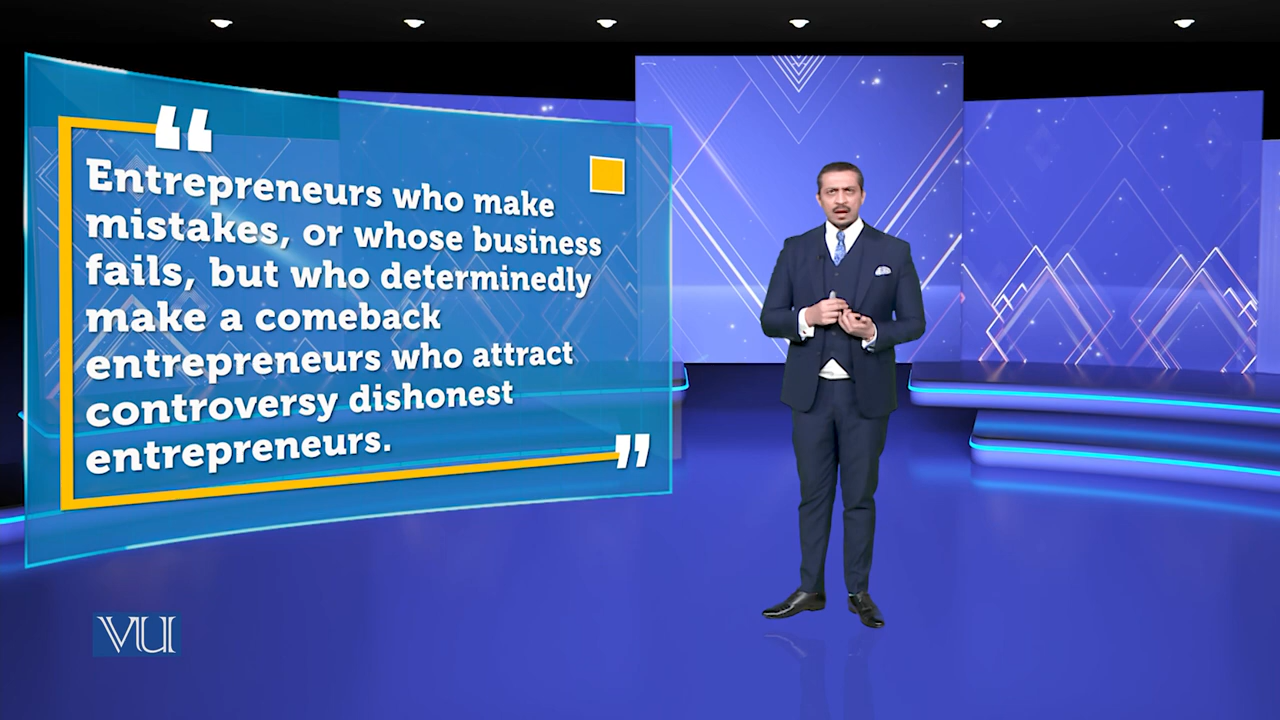 “
Entrepreneurs who make
mistakes, or whose business
fails, but who determinedly
make a comeback
entrepreneurs who attract
controversy dishonest
entrepreneurs.
”
VU